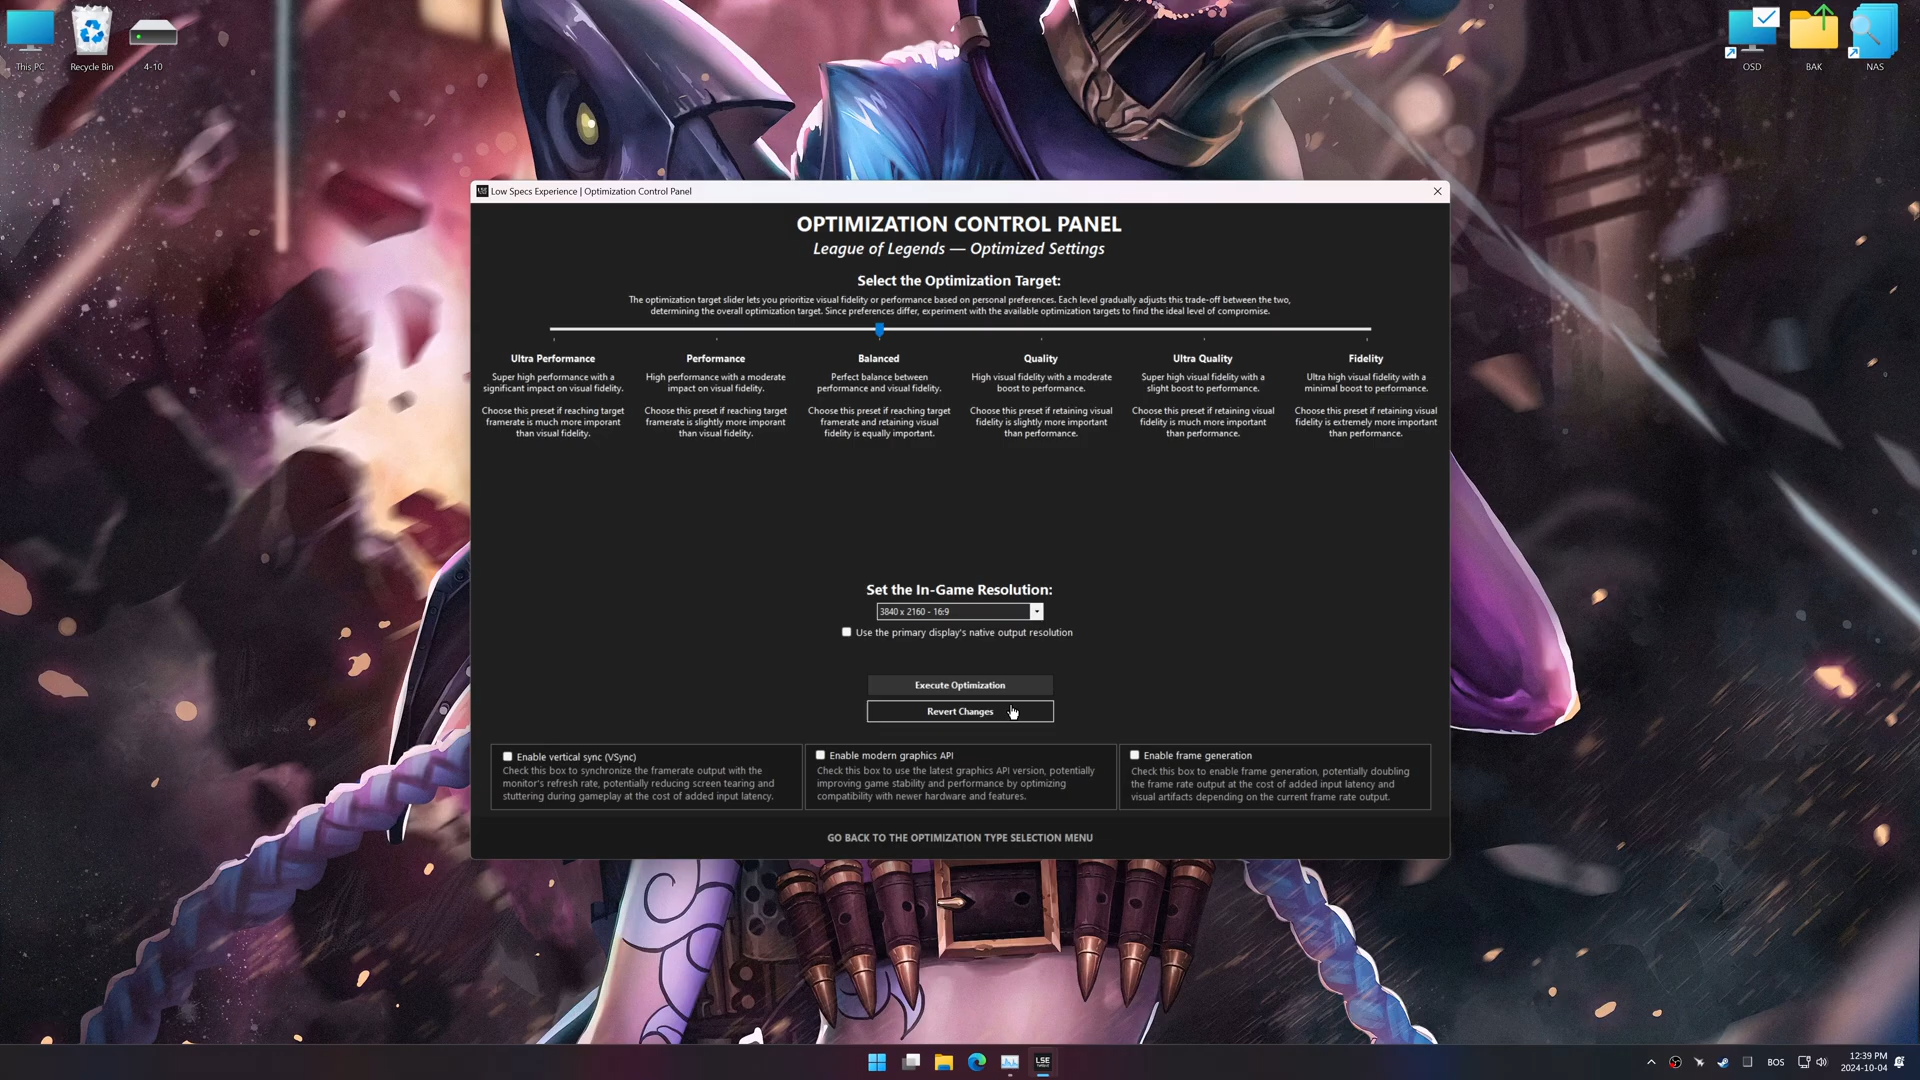 This PC
Recycle Bin
4-10
OSD
BAK
NAS
LSE
Low Specs Experience | Optimization Control Panel
OPTIMIZATION CONTROL PANEL
League of Legends — Optimized Settings
Select the Optimization Target:
The optimization target slider lets you prioritize visual fidelity or performance based on personal preferences. Each level gradually adjusts this trade-off between the two,
determining the overall optimization target. Since preferences differ, experiment with the available optimization targets to find the ideal level of compromise.
Ultra Performance
Super high performance with a
significant impact on visual fidelity.
Choose this preset if reaching target
framerate is much more imporant
than visual fidelity.
Performance
High performance with a moderate
impact on visual fidelity.
Choose this preset if reaching target
framerate is slightly more imporant
than visual fidelity.
Balanced
Perfect balance between
performance and visual fidelity.
Choose this preset if reaching target
framerate and retaining visual
fidelity is equally important.
Quality
High visual fidelity with a moderate
boost to performance.
Choose this preset if retaining visual
fidelity is slightly more important
than performance.
Ultra Quality
Super high visual fidelity with a
slight boost to performance.
Choose this preset if retaining visual
fidelity is much more important
than performance.
Fidelity
Ultra high visual fidelity with a
minimal boost to performance.
Choose this preset if retaining visual
fidelity is extremely more important
than performance.
Set the In-Game Resolution:
3840 x 2160 - 16:9
Use the primary display's native output resolution
Execute Optimization
Revert Changes
Enable vertical sync (VSync)
Check this box to synchronize the framerate output with the
monitor's refresh rate, potentially reducing screen tearing and
stuttering during gameplay at the cost of added input latency.
Enable modern graphics API
Check this box to use the latest graphics API version, potentially
improving game stability and performance by optimizing
compatibility with newer hardware and features.
Enable frame generation
Check this box to enable frame generation, potentially doubling
the frame rate output at the cost of added input latency and
visual artifacts depending on the current frame rate output.
GO BACK TO THE OPTIMIZATION TYPE SELECTION MENU
LSE
BOS
12:39 PM
2024-10-04